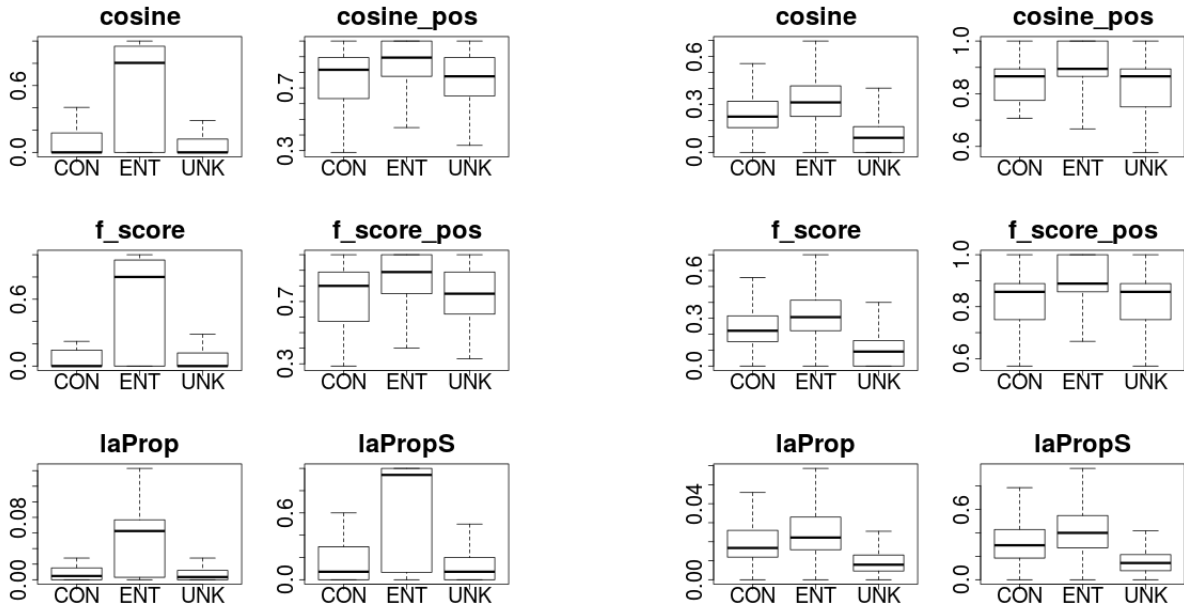 cosine cosine_pos cosine cosine_pos
0.0 0.6 0.3 0.7 0.0 0.3 0.6 0.6 0.8 1.0
CON ENT UNK CON ENT UNK CON ENT UNK CON ENT UNK
f_score f_score_pos f_score f_score_pos
0.0 0.6 0.3 0.7 0.0 0.3 0.6 0.6 0.8 1.0
CON ENT UNK CON ENT UNK CON ENT UNK CON ENT UNK
laProp laPropS laProp laPropS
0.00 0.08 0.0 0.6 0.00 0.04 0.0 0.6
CON ENT UNK CON ENT UNK CON ENT UNK CON ENT UNK